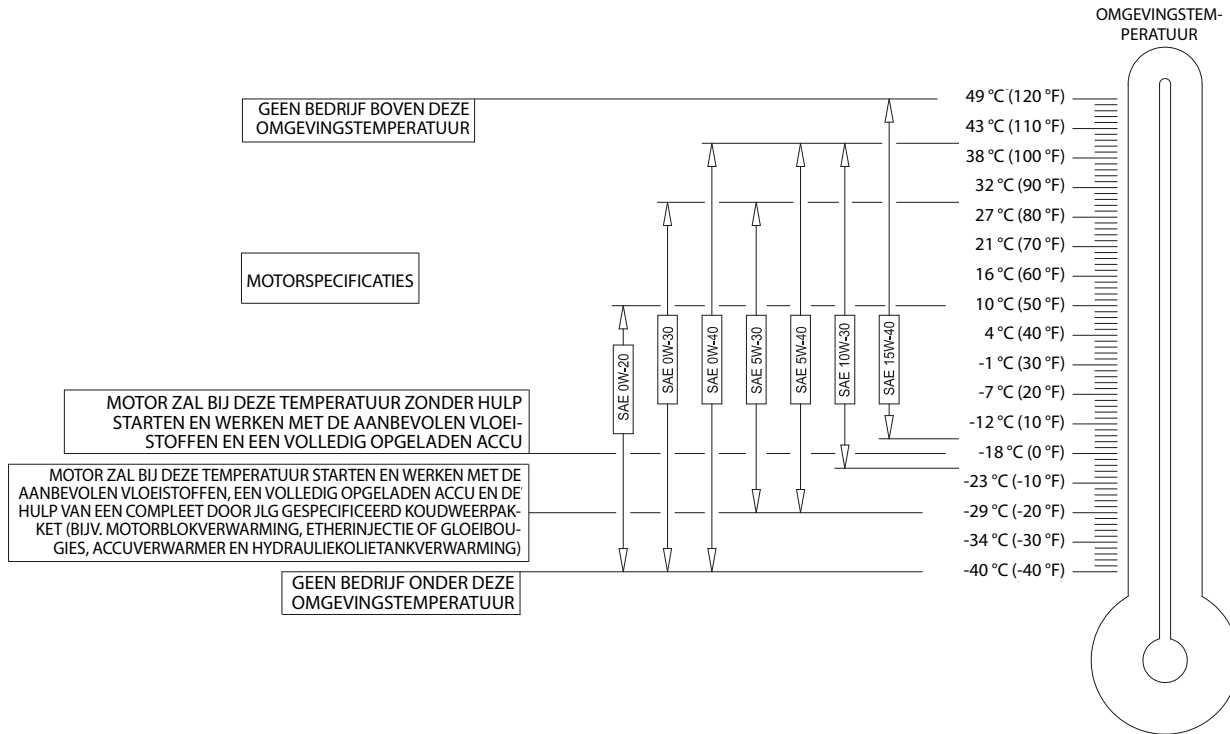 OMGEVINGSTEM-
PERATUUR
GEEN BEDRIJF BOVEN DEZE
OMGEVINGSTEMPERATUUR
49 °C (120 °F)
43 °C (110 °F)
38 °C (100 °F)
32 °C (90 °F)
27 °C (80 °F)
21 °C (70 °F)
16 °C (60 °F)
10 °C (50 °F)
4 °C (40 °F)
-1 °C (30 °F)
-7 °C (20 °F)
-12 °C (10 °F)
-18 °C (0 °F)
-23 °C (-10 °F)
-29 °C (-20 °F)
-34 °C (-30 °F)
-40 °C (-40 °F)
MOTORSPECIFICATIES
SAE 0W-20
SAE 0W-30
SAE 0W-40
SAE 5W-30
SAE 5W-40
SAE 10W-30
SAE 15W-40
MOTOR ZAL BIJ DEZE TEMPERATUUR ZONDER HULP
STARTEN EN WERKEN MET DE AANBEVOLEN VLOEI-
STOFFEN EN EEN VOLLEDIG OPGELADEN ACCU
MOTOR ZAL BIJ DEZE TEMPERATUUR STARTEN EN WERKEN MET DE
AANBEVOLEN VLOEISTOFFEN, EEN VOLLEDIG OPGELADEN ACCU EN DE
HULP VAN EEN COMPLEET DOOR JLG GESPECIFICEERD KOUDWEERPAK-
KET (BIJV. MOTORBLOKVERWARMING, ETHERINJECTIE OF GLOEIBOU-
GIES, ACCUVERWARMER EN HYDRAULIEKOLIETANKVERWARMING)
GEEN BEDRIJF ONDER DEZE
OMGEVINGSTEMPERATUUR